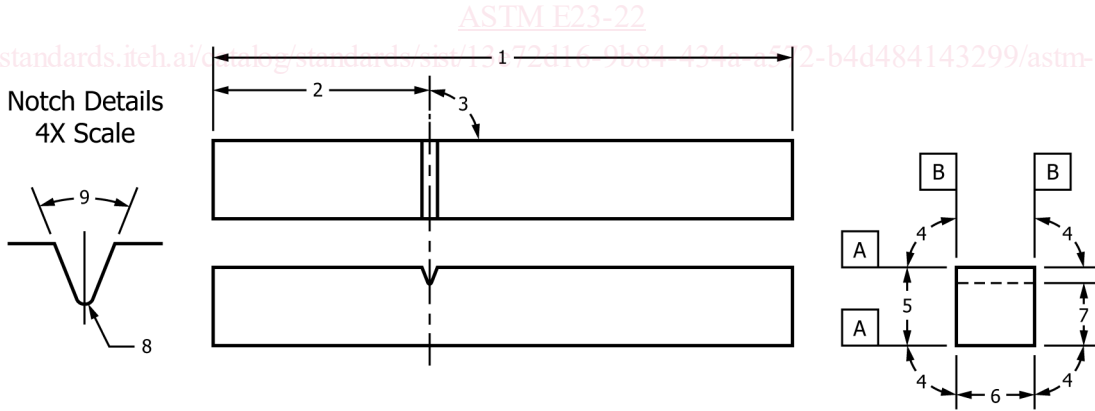 ASTM E23-22
standards.iteh.ai/catalog/standards/sist/13c72d16-9b84-434a-a572-b4d484143299/astm-
1
2
3
Notch Details
4X Scale
9
8
B B
A
4 4
5
7
A
4 6 4